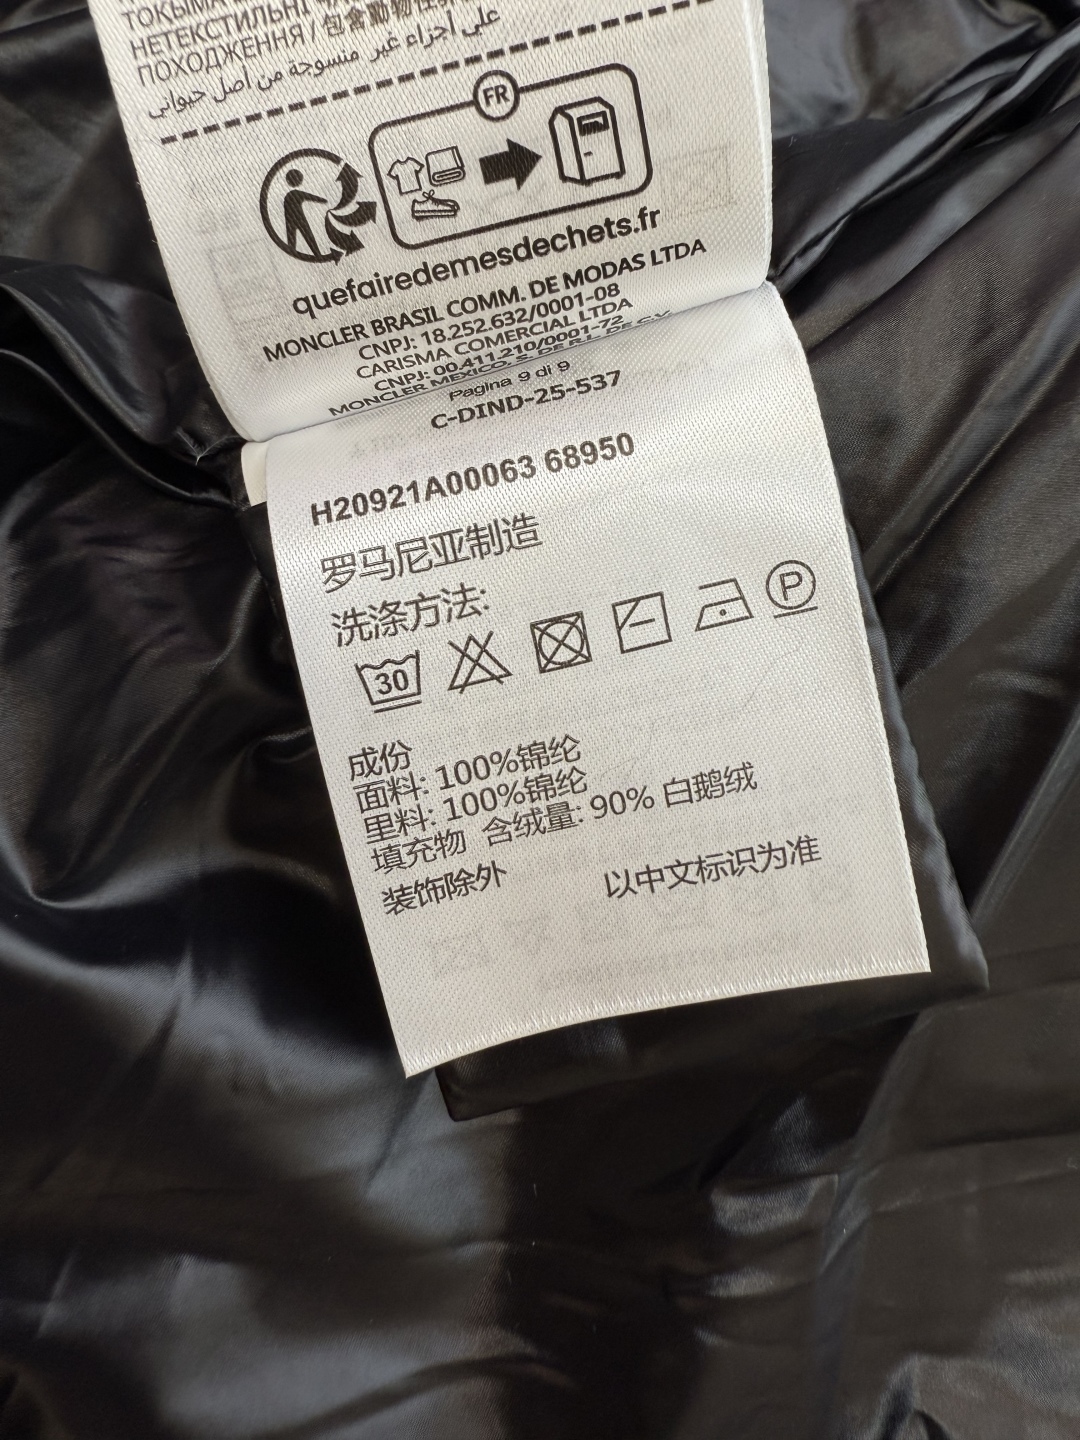 НЕТЕКСТИЛЬНІ
ПОХОДЖЕННЯ / 包含動物性
على أجزاء غير منسوجة من أصل حيواني
FR
quefairedemesdechets.fr
MONCLER BRASIL COMM. DE MODAS LTDA
CNPJ: 18.252.632/0001-08
CARISMA COMERCIAL LTDA
CNPJ: 00.411.210/0001-72
MONCLER MEXICO, S. DE R.L. DE C.V.
Pagina 9 di 9
C-DIND-25-537
H20921A00063 68950
罗马尼亚制造
洗涤方法:
30 P
成份
面料: 100%锦纶
里料: 100%锦纶
填充物 含绒量: 90% 白鹅绒
装饰除外 以中文标识为准